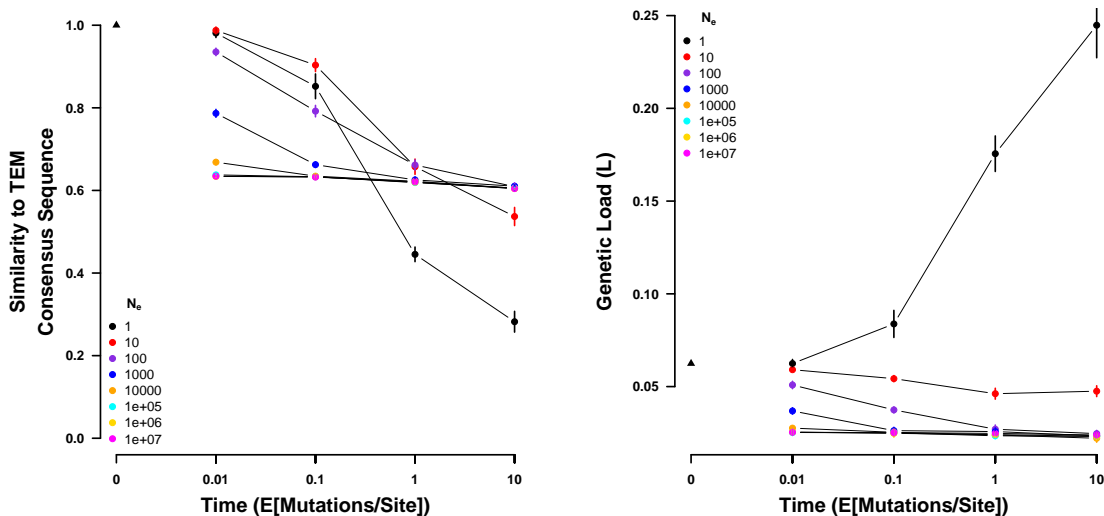 1.0
0.8
0.6
0.4
0.2
0.0
Similarity to TEM
Consensus Sequence
Ne
1
10
100
1000
10000
1e+05
1e+06
1e+07
0
0.01
0.1
1
10
Time (E[Mutations/Site])
0.25
0.20
0.15
0.10
0.05
Genetic Load (L)
Ne
1
10
100
1000
10000
1e+05
1e+06
1e+07
0
0.01
0.1
1
10
Time (E[Mutations/Site])